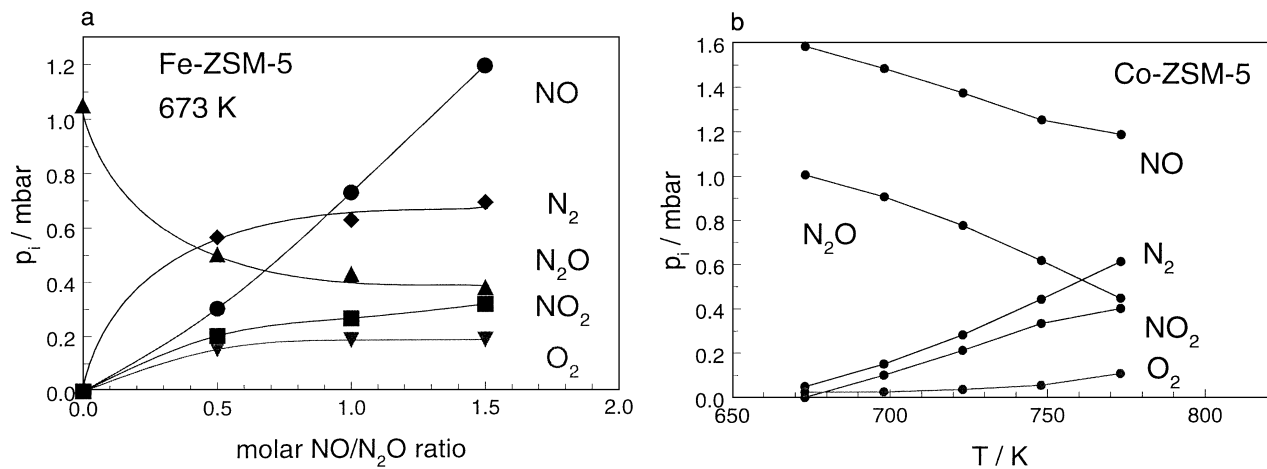 a
Fe-ZSM-5
673 K
NO
N₂
N₂O
NO₂
O₂
1.2
1.0
0.8
0.6
0.4
0.2
0.0
pᵢ / mbar
0.0 0.5 1.0 1.5 2.0
molar NO/N₂O ratio
b
Co-ZSM-5
NO
N₂O
N₂
NO₂
O₂
1.6
1.4
1.2
1.0
0.8
0.6
0.4
0.2
0.0
pᵢ / mbar
650 700 750 800
T / K